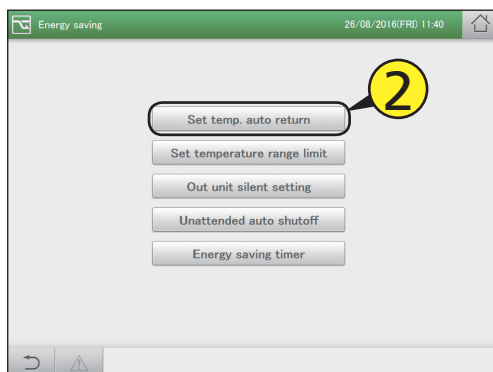 Energy saving 26/08/2016(FRI) 11:40
2
Set temp. auto return
Set temperature range limit
Out unit silent setting
Unattended auto shutoff
Energy saving timer